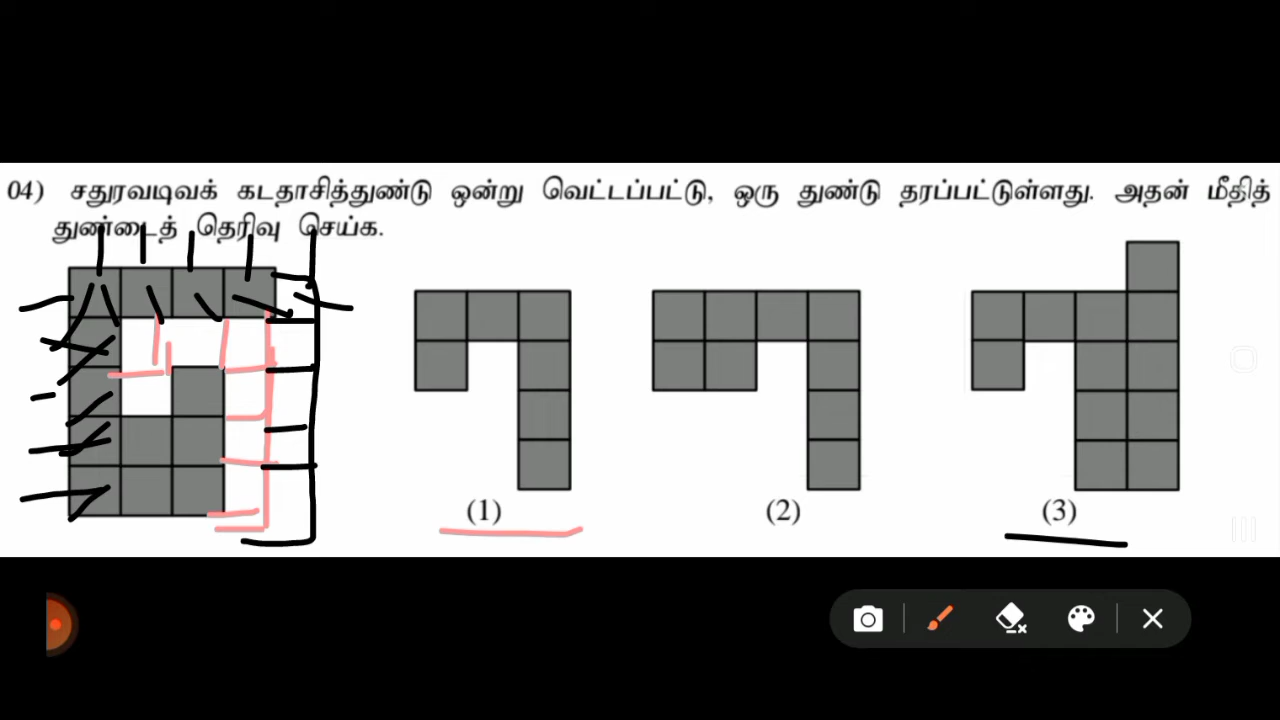 04) சதுரவடிவக் கடதாசித்துண்டு ஒன்று வெட்டப்பட்டு, ஒரு துண்டு தரப்பட்டுள்ளது. அதன் மீதித்
துண்டைத் தெரிவு செய்க.
(1) (2) (3)